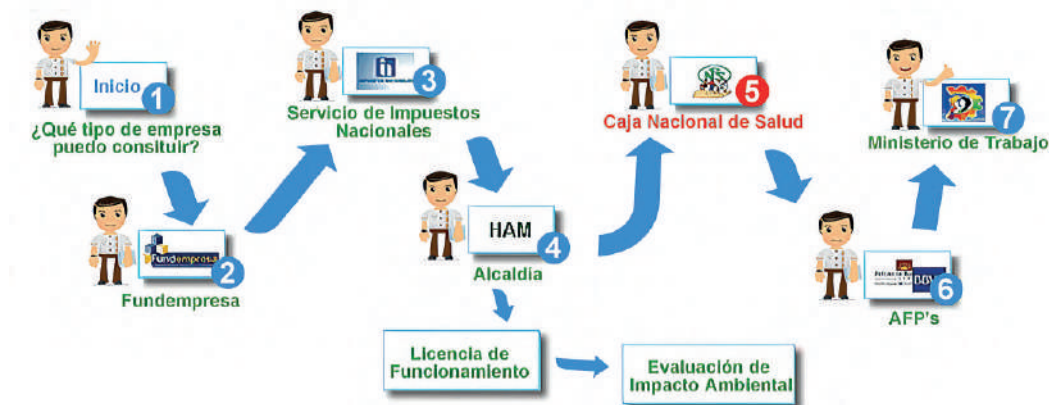 Inicio
1
¿Qué tipo de empresa
puedo consituir?
Fundempresa
2
Fundempresa
3
Servicio de Impuestos
Nacionales
HAM
4
Alcaldía
Licencia de
Funcionamiento
Evaluación de
Impacto Ambiental
5
Caja Nacional de Salud
BBV
6
AFP's
7
Ministerio de Trabajo